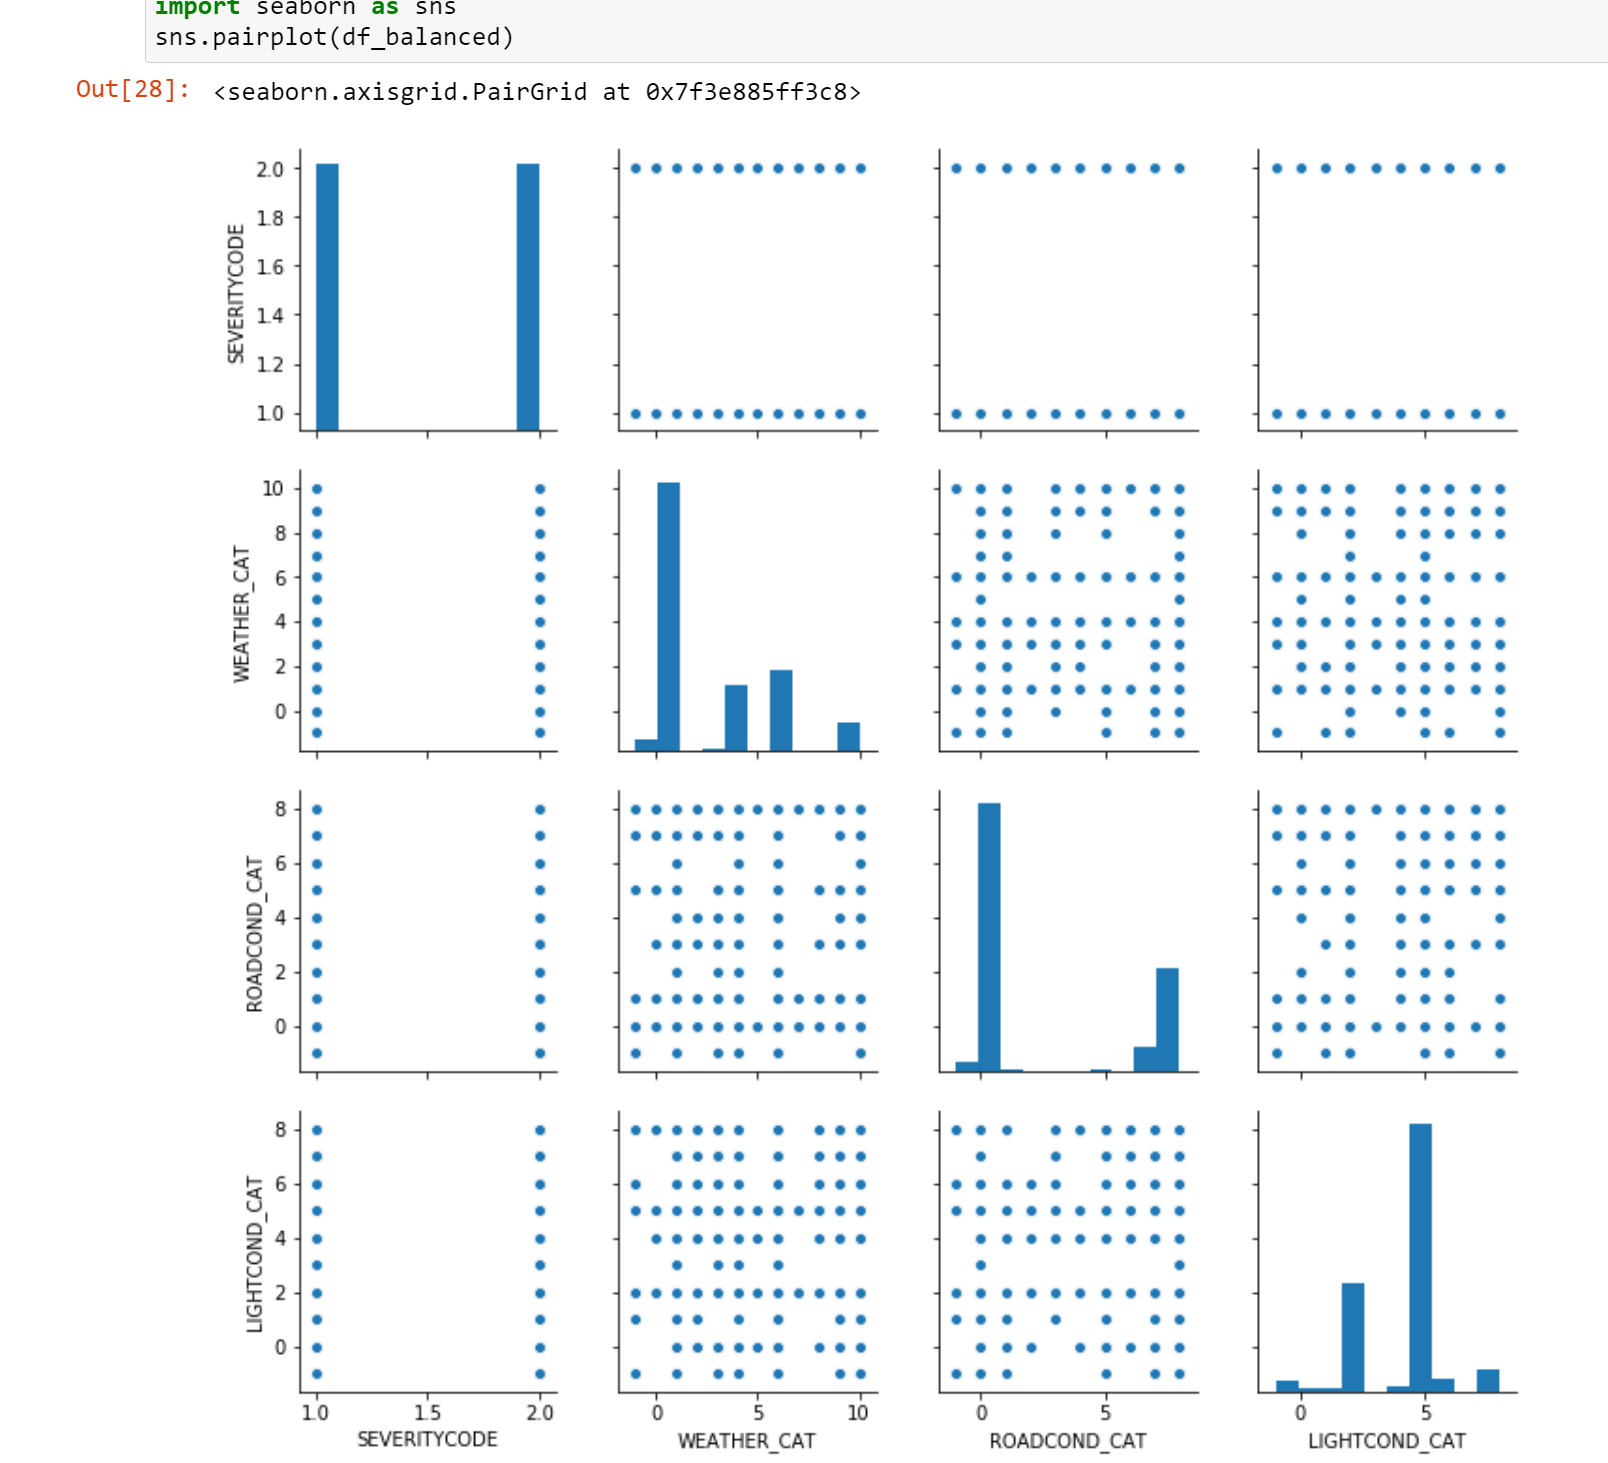 import seaborn as sns
sns.pairplot(df_balanced)
Out[28]: <seaborn.axisgrid.PairGrid at 0x7f3e885ff3c8>
2.0
1.8
1.6
1.4
1.2
1.0
SEVERITYCODE
10
8
6
4
2
0
WEATHER_CAT
8
6
4
2
0
ROADCOND_CAT
8
6
4
2
0
LIGHTCOND_CAT
1.0 1.5 2.0 0 5 10 0 5 0 5
SEVERITYCODE WEATHER_CAT ROADCOND_CAT LIGHTCOND_CAT